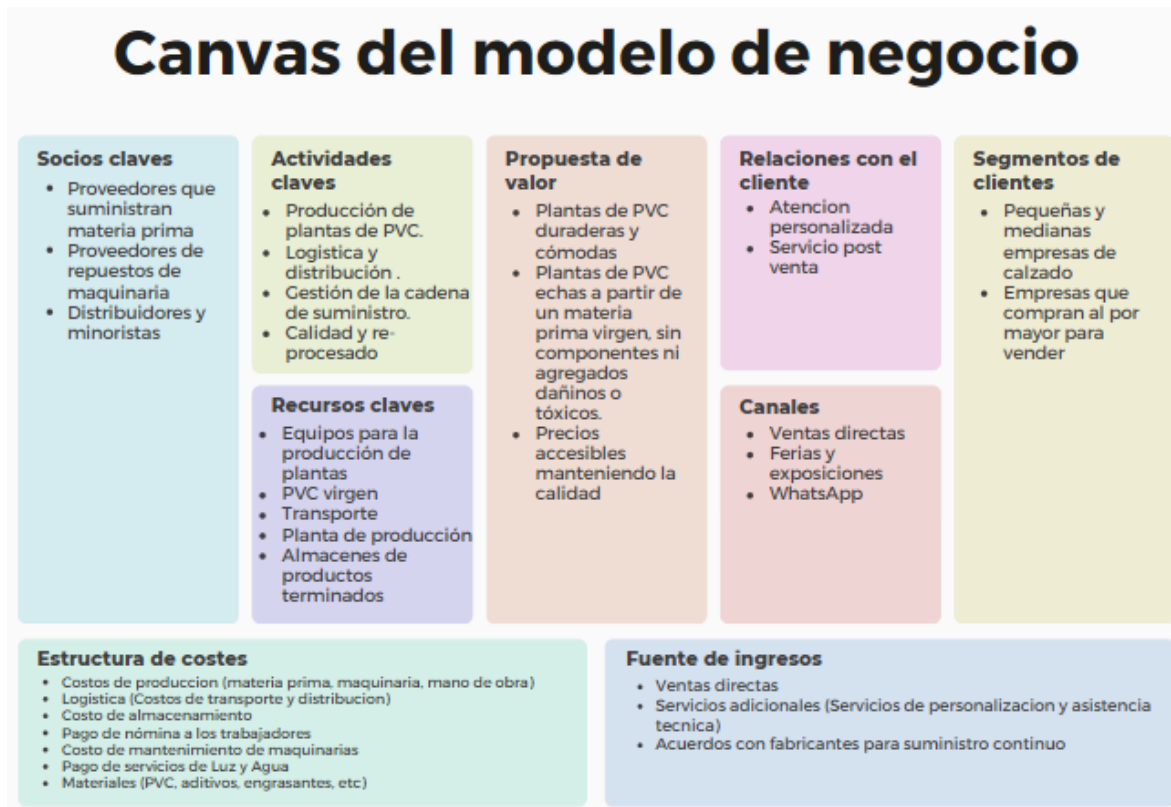 Canvas del modelo de negocio
Socios claves
• Proveedores que
suministran
materia prima
• Proveedores de
repuestos de
maquinaria
• Distribuidores y
minoristas
Actividades
claves
• Producción de
plantas de PVC.
• Logistica y
distribución .
• Gestión de la cadena
de suministro.
• Calidad y re-
procesado
Recursos claves
• Equipos para la
producción de
plantas
• PVC virgen
• Transporte
• Planta de producción
• Almacenes de
productos
terminados
Propuesta de
valor
• Plantas de PVC
duraderas y
cómodas
• Plantas de PVC
echas a partir de
un materia
prima virgen, sin
componentes ni
agregados
dañinos o
tóxicos.
• Precios
accesibles
manteniendo la
calidad
Relaciones con el
cliente
• Atencion
personalizada
• Servicio post
venta
Canales
• Ventas directas
• Ferias y
exposiciones
• WhatsApp
Segmentos de
clientes
• Pequeñas y
medianas
empresas de
calzado
• Empresas que
compran al por
mayor para
vender
Estructura de costes
• Costos de produccion (materia prima, maquinaria, mano de obra)
• Logistica (Costos de transporte y distribucion)
• Costo de almacenamiento
• Pago de nómina a los trabajadores
• Costo de mantenimiento de maquinarias
• Pago de servicios de Luz y Agua
• Materiales (PVC, aditivos, engrasantes, etc)
Fuente de ingresos
• Ventas directas
• Servicios adicionales (Servicios de personalizacion y asistencia
tecnica)
• Acuerdos con fabricantes para suministro continuo